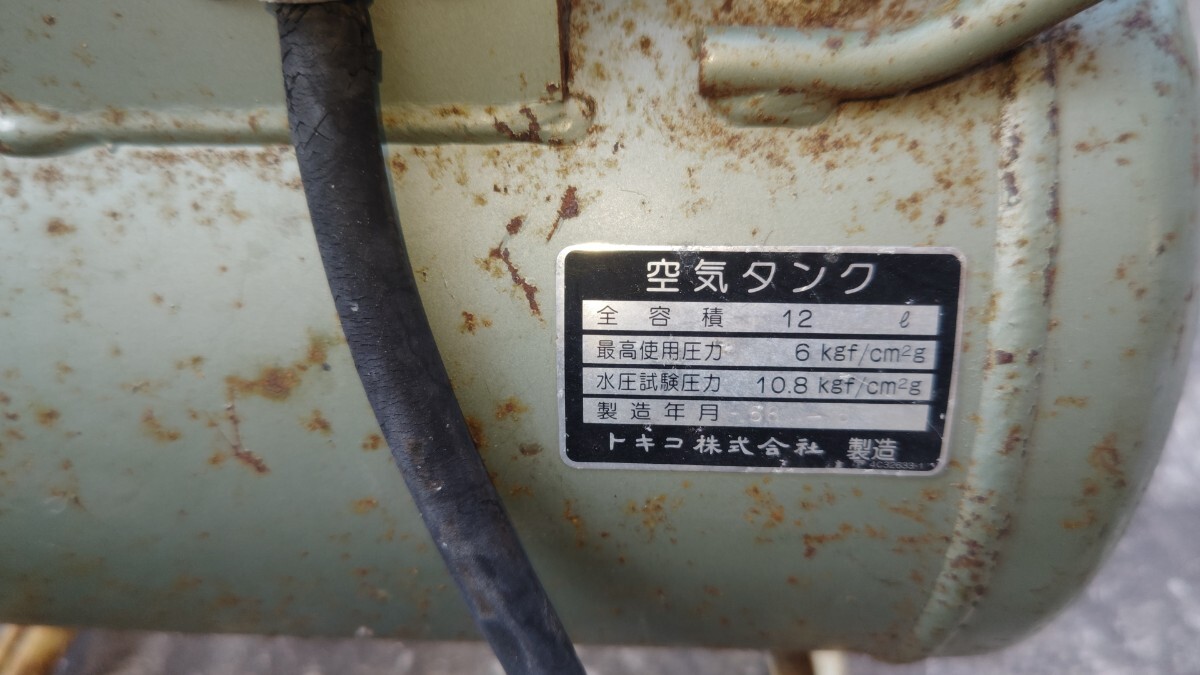 空気タンク
全容積 12 ℓ
最高使用圧力 6 kgf/cm²g
水圧試験圧力 10.8 kgf/cm²g
製造年月
トキコ株式会社 製造
4C32633-1